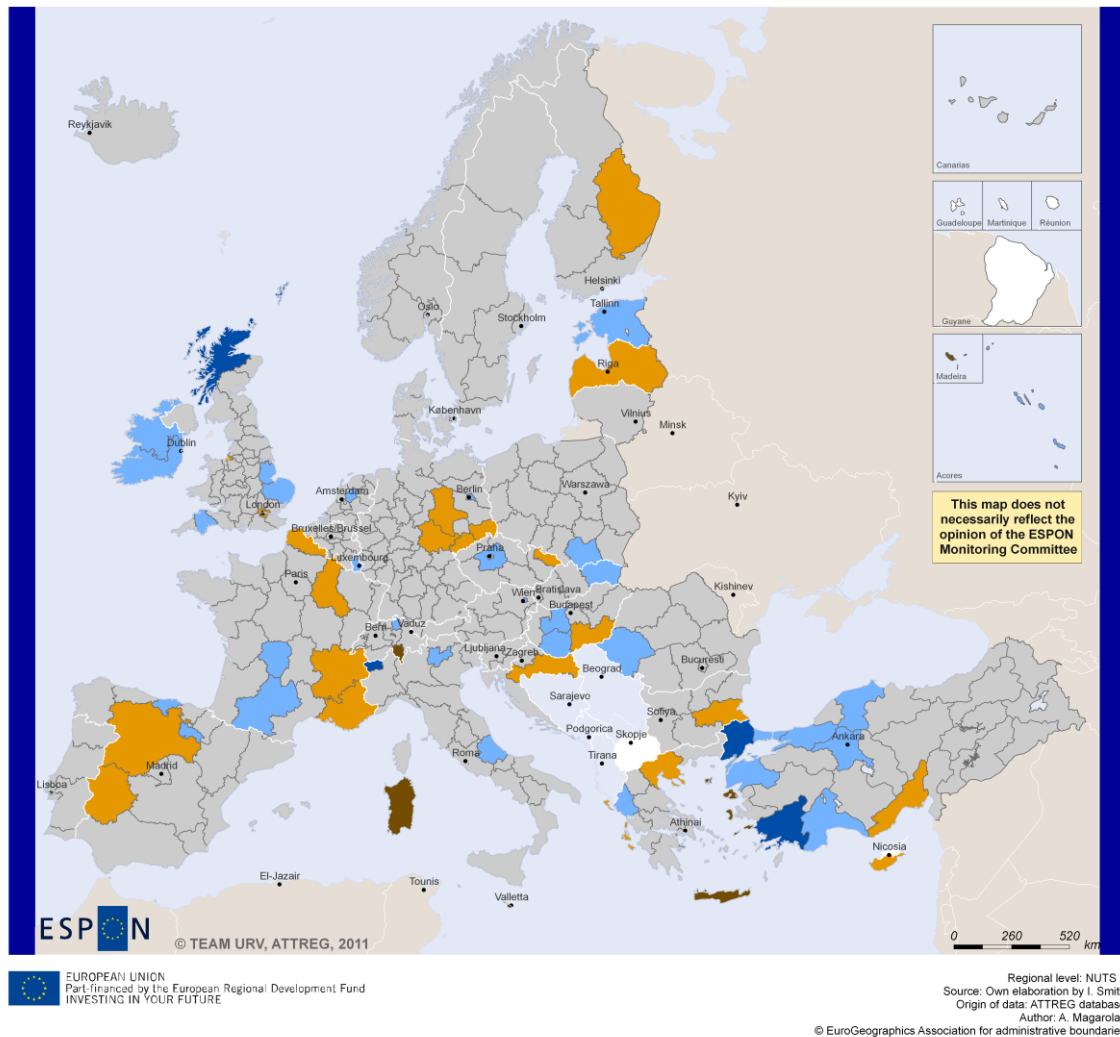 Reykjavik
Canarias
Guadeloupe
Martinique
Réunion
Guyane
Madeira
Acores
Helsinki
Tallinn
Oslo
Stockholm
Riga
København
Vilnius
Minsk
Dublin
Amsterdam
Berlin
Warszawa
London
Kyiv
Bruxelles/Brussel
Praha
Luxembourg
Paris
Wien
Bratislava
Kishinev
Budapest
Bern
Vaduz
Ljubljana
Zagreb
Beograd
Bucuresti
Sarajevo
Sofiya
Podgorica
Skopje
Ankara
Tirana
Roma
Madrid
Lisboa
Athinai
Nicosia
El-Jazair
Tounis
Valletta
This map does not
necessarily reflect the
opinion of the ESPON
Monitoring Committee
ESPON
© TEAM URV, ATTREG, 2011
0 260 520
km
EUROPEAN UNION
Part-financed by the European Regional Development Fund
INVESTING IN YOUR FUTURE
Regional level: NUTS
Source: Own elaboration by I. Smit
Origin of data: ATTREG databas
Author: A. Magarola
© EuroGeographics Association for administrative boundarie